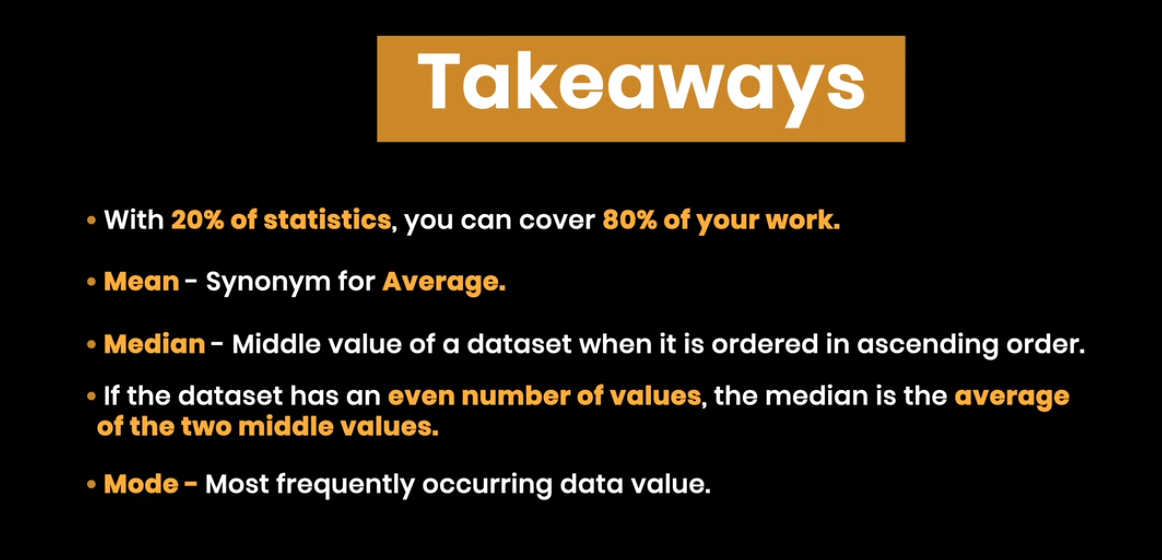 Takeaways
• With 20% of statistics, you can cover 80% of your work.
• Mean - Synonym for Average.
• Median - Middle value of a dataset when it is ordered in ascending order.
• If the dataset has an even number of values, the median is the average
of the two middle values.
• Mode - Most frequently occurring data value.